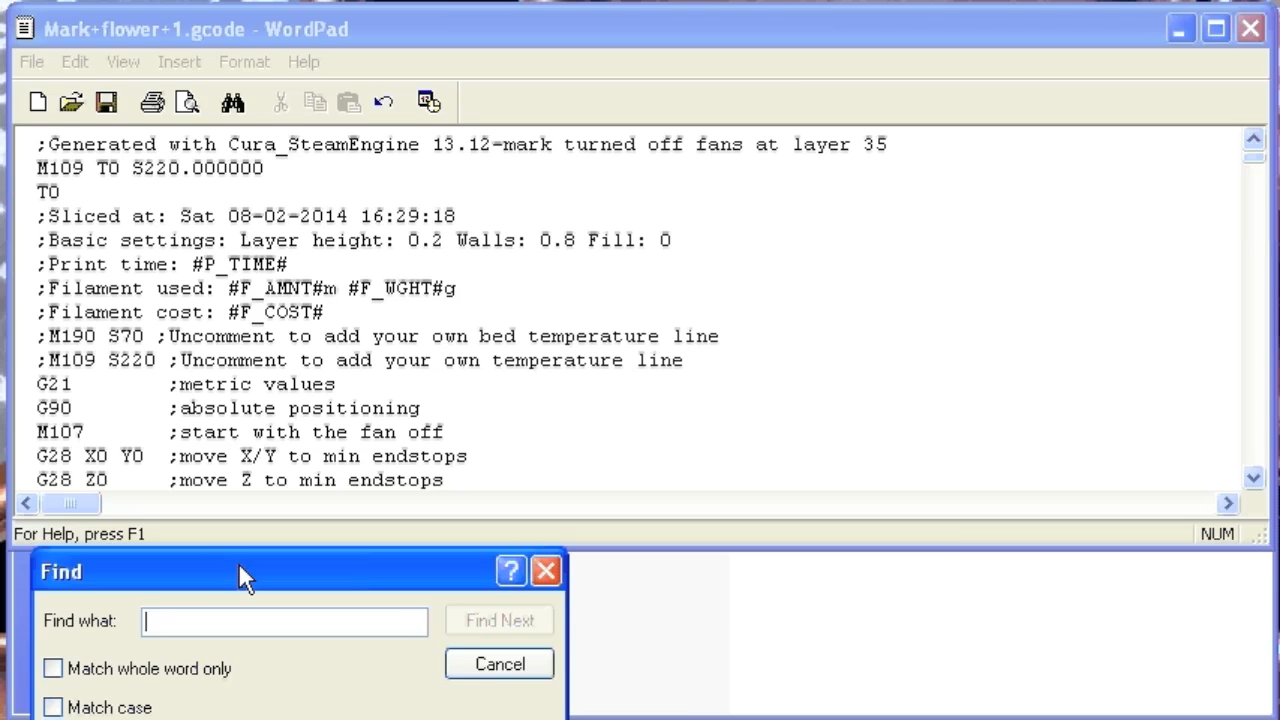 Mark+flower+1.gcode - WordPad
File Edit View Insert Format Help
;Generated with Cura_SteamEngine 13.12-mark turned off fans at layer 35
M109 T0 S220.000000
T0
;Sliced at: Sat 08-02-2014 16:29:18
;Basic settings: Layer height: 0.2 Walls: 0.8 Fill: 0
;Print time: #P_TIME#
;Filament used: #F_AMNT#m #F_WGHT#g
;Filament cost: #F_COST#
;M190 S70 ;Uncomment to add your own bed temperature line
;M109 S220 ;Uncomment to add your own temperature line
G21 ;metric values
G90 ;absolute positioning
M107 ;start with the fan off
G28 X0 Y0 ;move X/Y to min endstops
G28 Z0 ;move Z to min endstops
For Help, press F1 NUM
Find
Find what: Find Next
Match whole word only Cancel
Match case